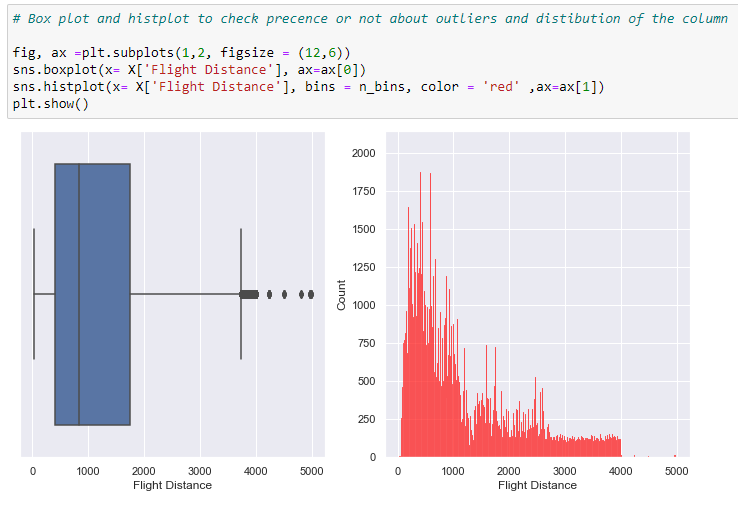 # Box plot and histplot to check precence or not about outliers and distibution of the column
fig, ax =plt.subplots(1,2, figsize = (12,6))
sns.boxplot(x= X['Flight Distance'], ax=ax[0])
sns.histplot(x= X['Flight Distance'], bins = n_bins, color = 'red' ,ax=ax[1])
plt.show()
0 1000 2000 3000 4000 5000
Flight Distance
2000
1750
1500
1250
1000
750
500
250
0
Count
0 1000 2000 3000 4000 5000
Flight Distance